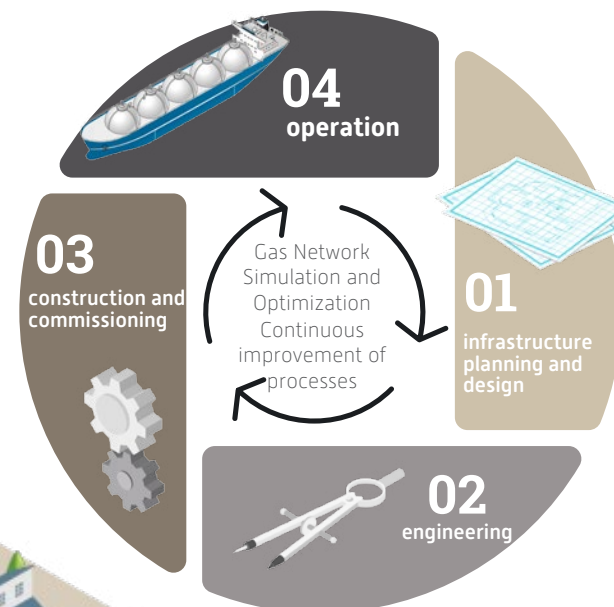 04
operation
01
infrastructure
planning and
design
02
engineering
03
construction and
commissioning
Gas Network
Simulation and
Optimization
Continuous
improvement of
processes